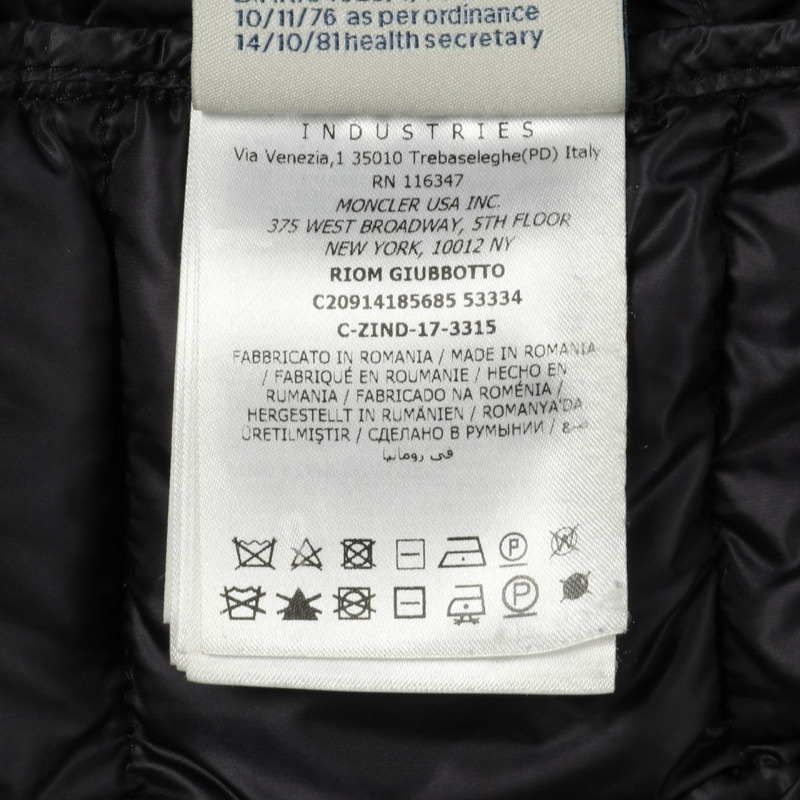 10/11/76 as per ordinance
14/10/81 health secretary
INDUSTRIES
Via Venezia,1 35010 Trebaseleghe(PD) Italy
RN 116347
MONCLER USA INC.
375 WEST BROADWAY, 5TH FLOOR
NEW YORK, 10012 NY
RIOM GIUBBOTTO
C20914185685 53334
C-ZIND-17-3315
FABBRICATO IN ROMANIA / MADE IN ROMANIA
/ FABRIQUÉ EN ROUMANIE / HECHO EN
RUMANIA / FABRICADO NA ROMÉNIA /
HERGESTELLT IN RUMÄNIEN / ROMANYA'DA
ÜRETILMIŞTIR / СДЕЛАНО В РУМЫНИИ /
في رومانيا
P
P